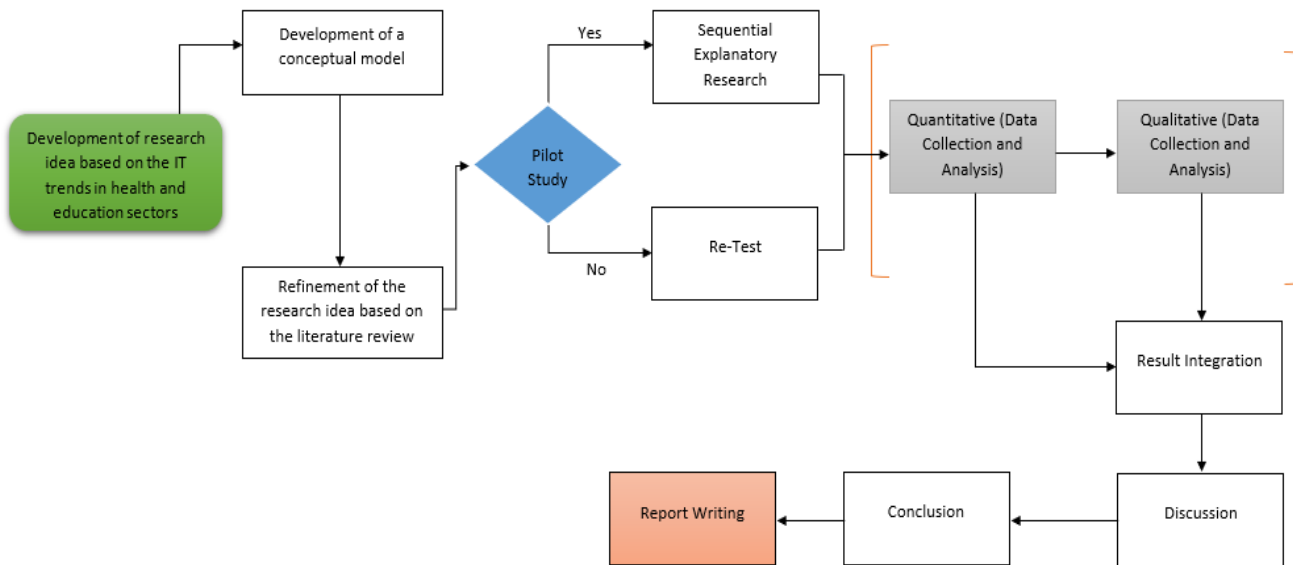 Development of a
conceptual model
Yes
Sequential
Explanatory
Research
Development of research
idea based on the IT
trends in health and
education sectors
Pilot
Study
Quantitative (Data
Collection and
Analysis)
Qualitative (Data
Collection and
Analysis)
No
Re-Test
Refinement of the
research idea based on
the literature review
Result Integration
Report Writing
Conclusion
Discussion